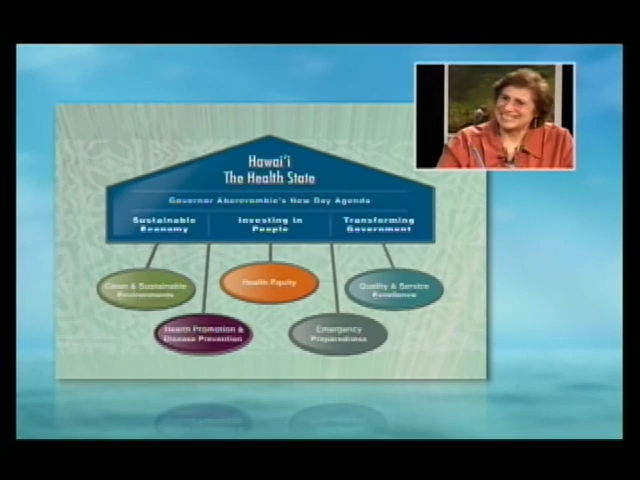 Hawai'i
The Health State
Governor Abercrombie's New Day Agenda
Sustainable
Economy
Investing in
People
Transforming
Government
Clean & Sustainable
Environments
Health Equity
Quality & Service
Excellence
Health Promotion &
Disease Prevention
Emergency
Preparedness